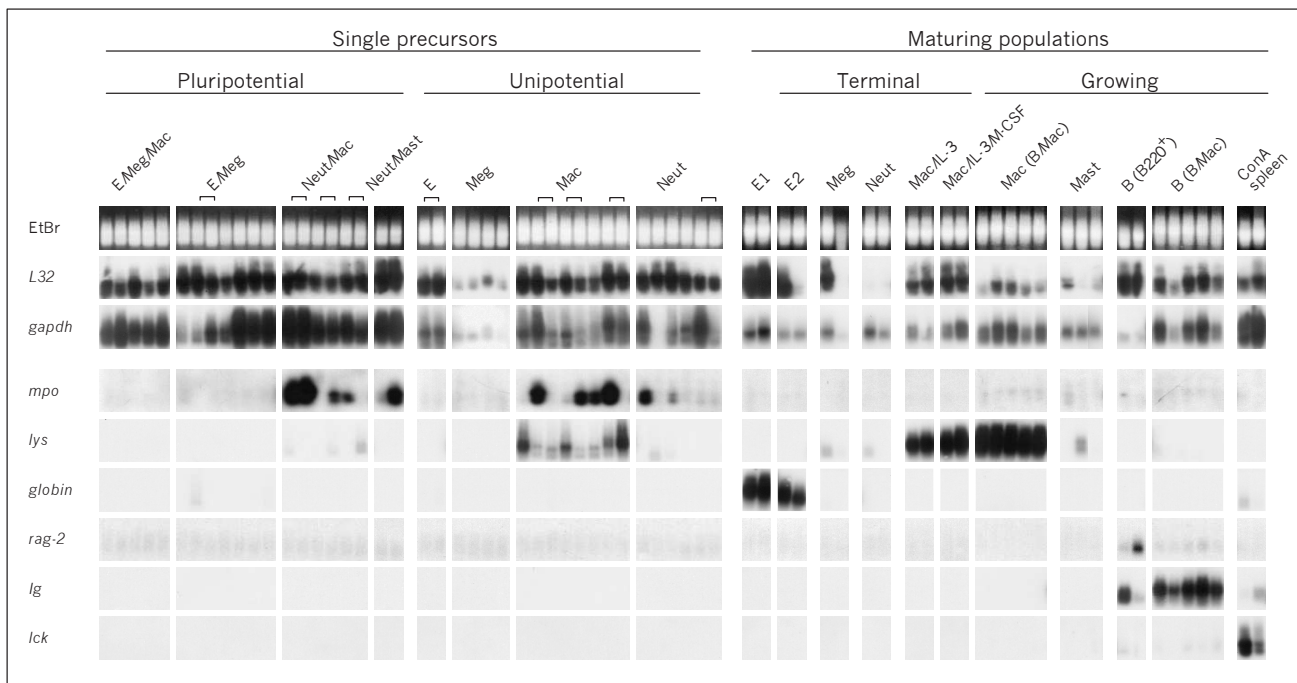 Single precursors Maturing populations
Pluripotential Unipotential Terminal Growing
E/Meg/Mac E/Meg Neut/Mac Neut/Mast E Meg Mac Neut E1 E2 Meg Neut Mac/L-3 Mac/L-3/M-CSF Mac (B/Mac) Mast B (B220+) B (B/Mac) ConA spleen
EtBr
L32
gapdh
mpo
lys
globin
rag-2
Ig
lck